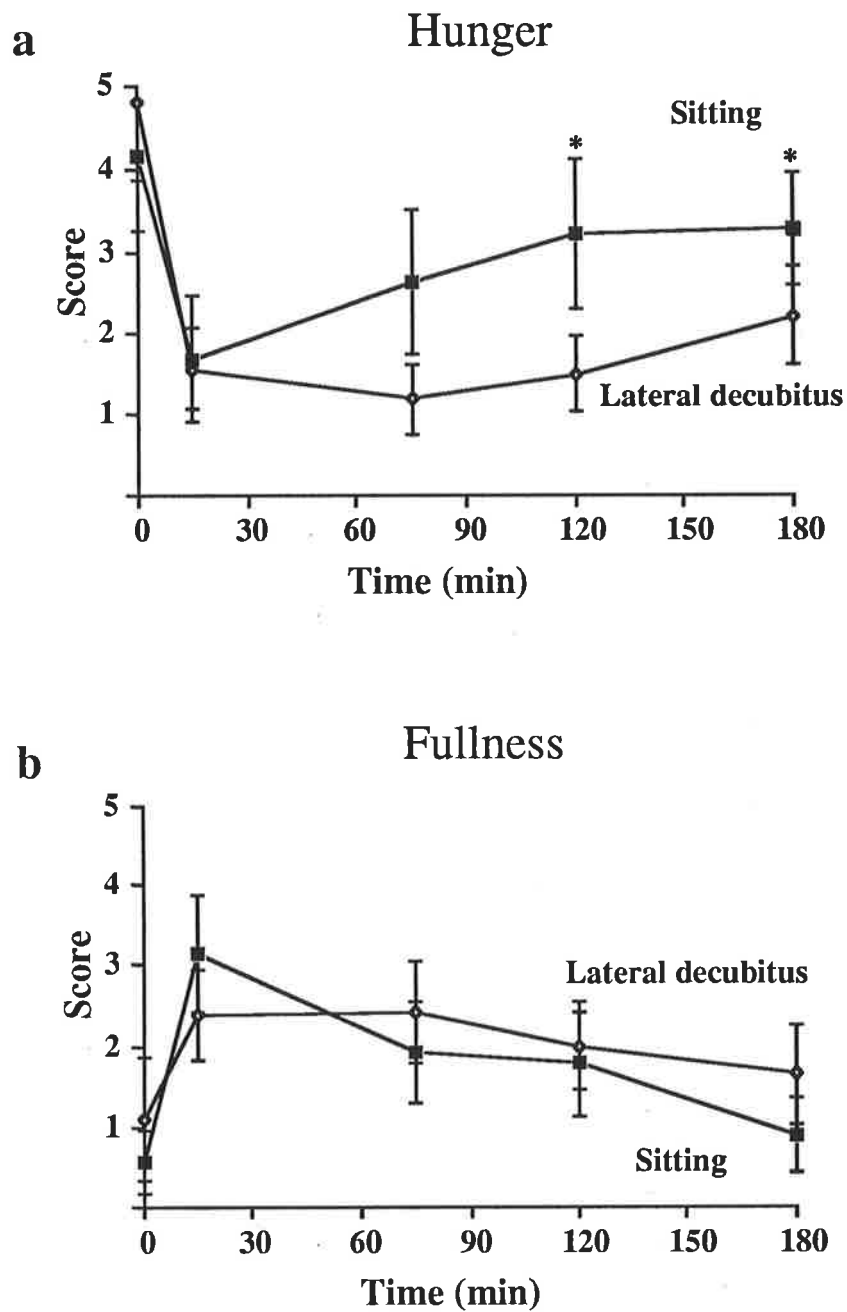 a
Hunger
5
Sitting
*
*
4
3
Score
2
Lateral decubitus
1
0 30 60 90 120 150 180
Time (min)
b
Fullness
5
4
3
Score
Lateral decubitus
2
1
Sitting
0 30 60 90 120 150 180
Time (min)